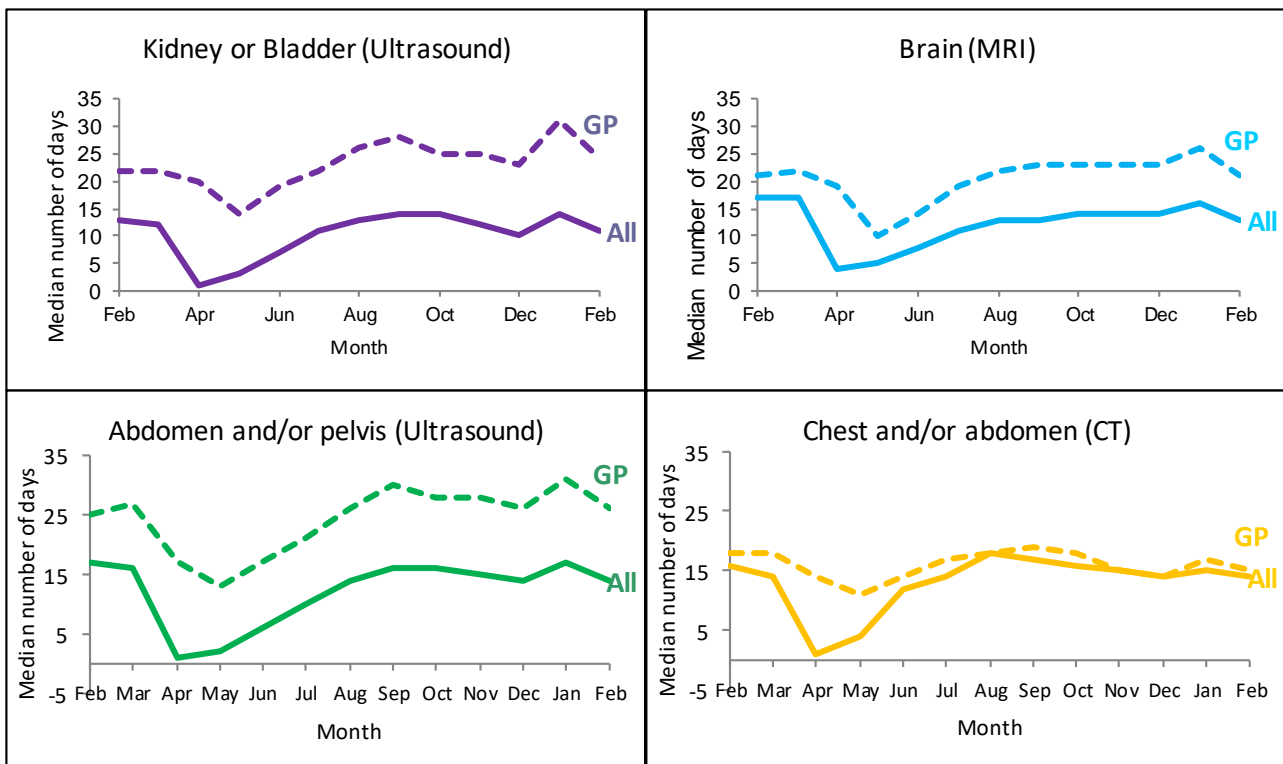 Kidney or Bladder (Ultrasound)
Median number of days
35
30
25
20
15
10
5
0
GP
All
Feb Apr Jun Aug Oct Dec Feb
Month
Brain (MRI)
Median number of days
35
30
25
20
15
10
5
0
GP
All
Feb Apr Jun Aug Oct Dec Feb
Month
Abdomen and/or pelvis (Ultrasound)
Median number of days
35
25
15
5
-5
GP
All
Feb Mar Apr May Jun Jul Aug Sep Oct Nov Dec Jan Feb
Month
Chest and/or abdomen (CT)
Median number of days
35
25
15
5
-5
GP
All
Feb Mar Apr May Jun Jul Aug Sep Oct Nov Dec Jan Feb
Month